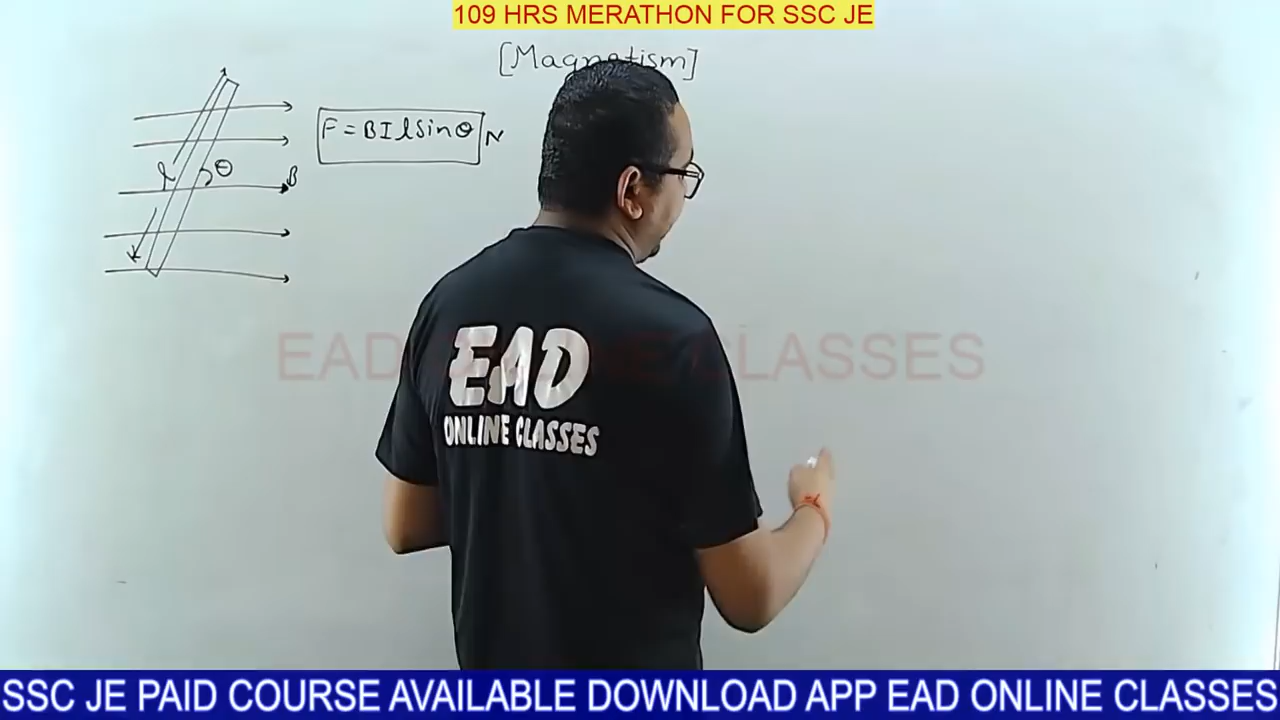 109 HRS MERATHON FOR SSC JE
[Magnetism]
F = BIlSinθ N
l
θ
B
EAD ONLINE CLASSES
EAD
ONLINE CLASSES
SSC JE PAID COURSE AVAILABLE DOWNLOAD APP EAD ONLINE CLASSES